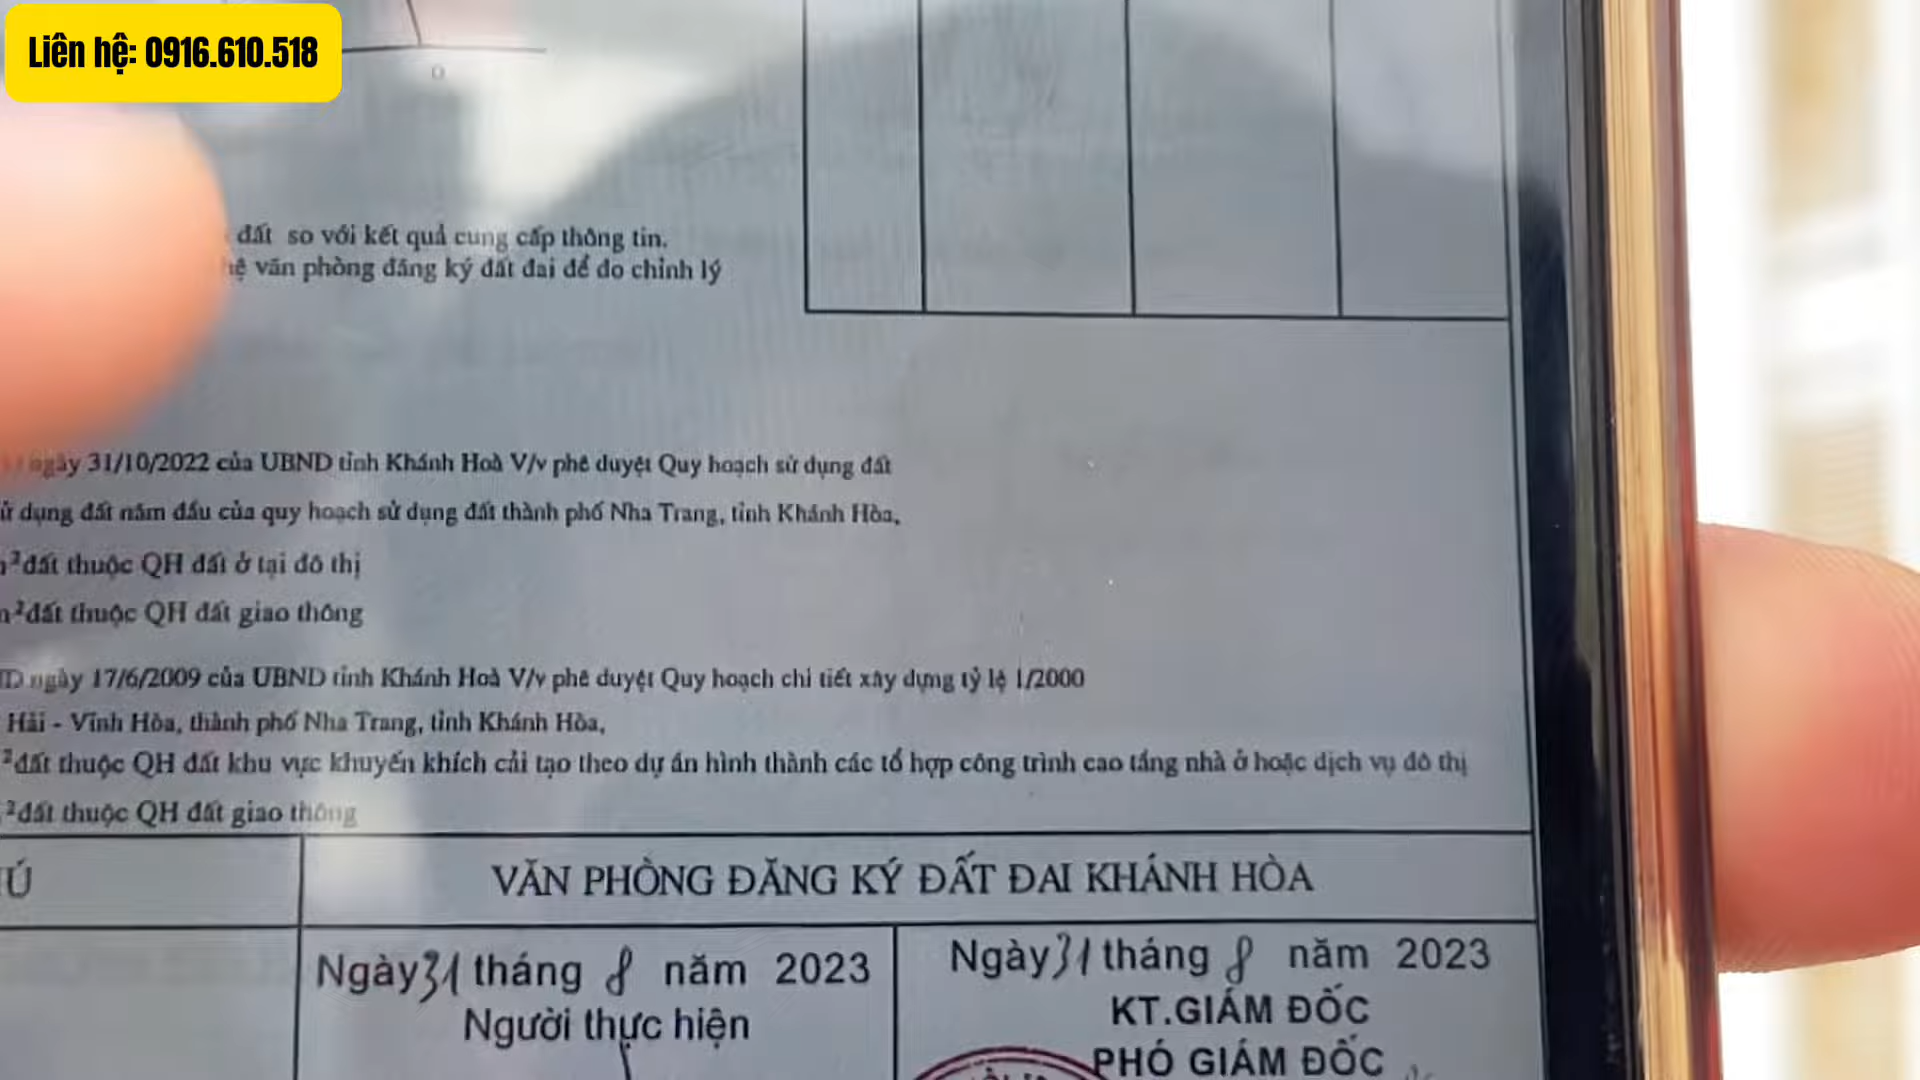 Liên hệ: 0916.610.518
đất so với kết quả cung cấp thông tin.
hệ văn phòng đăng ký đất đai để đo chỉnh lý
ngày 31/10/2022 của UBND tỉnh Khánh Hoà V/v phê duyệt Quy hoạch sử dụng đất
dụng đất năm đầu của quy hoạch sử dụng đất thành phố Nha Trang, tỉnh Khánh Hòa,
²đất thuộc QH đất ở tại đô thị
²đất thuộc QH đất giao thông
ngày 17/6/2009 của UBND tỉnh Khánh Hoà V/v phê duyệt Quy hoạch chi tiết xây dựng tỷ lệ 1/2000
Hải - Vĩnh Hòa, thành phố Nha Trang, tỉnh Khánh Hòa,
²đất thuộc QH đất khu vực khuyến khích cải tạo theo dự án hình thành các tổ hợp công trình cao tầng nhà ở hoặc dịch vụ đô thị
²đất thuộc QH đất giao thông
VĂN PHÒNG ĐĂNG KÝ ĐẤT ĐAI KHÁNH HÒA
Ngày 31 tháng 8 năm 2023
Người thực hiện
Ngày 31 tháng 8 năm 2023
KT.GIÁM ĐỐC
PHÓ GIÁM ĐỐC